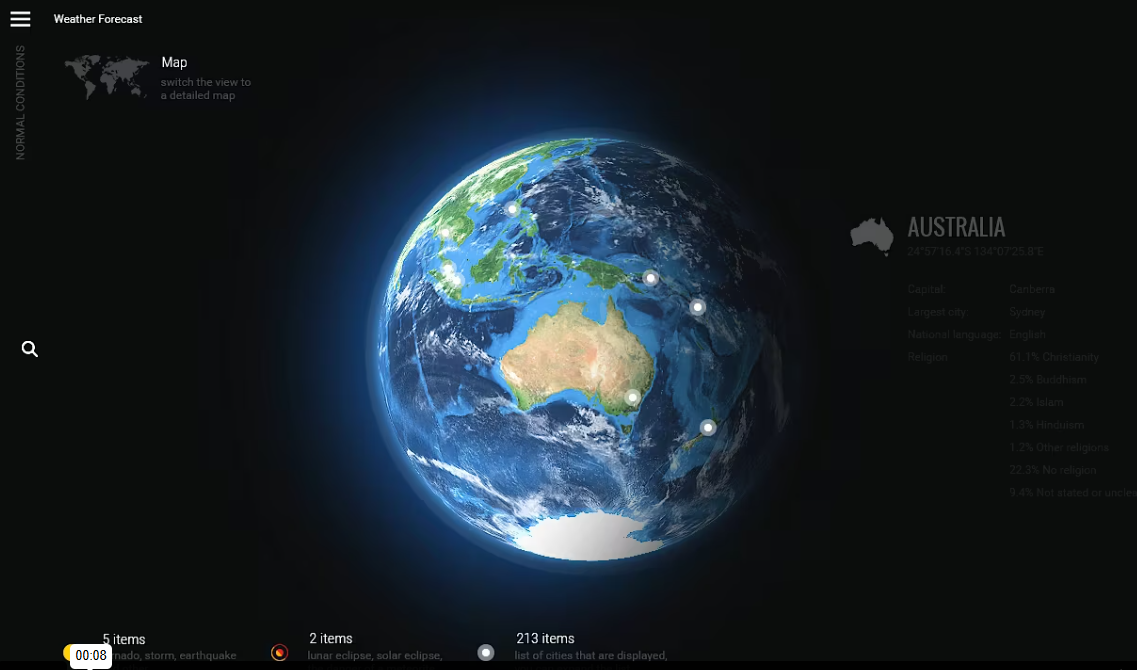 Weather Forecast
NORMAL CONDITIONS
Map
switch the view to
a detailed map
AUSTRALIA
24°57'16.4"S 134°07'25.8"E
Capital: Canberra
Largest city: Sydney
National language: English
Religion: 61.1% Christianity
2.5% Buddhism
2.2% Islam
1.3% Hinduism
1.2% Other religions
22.3% No religion
9.4% Not stated or unclea
5 items
rnado, storm, earthquake
2 items
lunar eclipse, solar eclipse,
213 items
list of cities that are displayed,
00:08